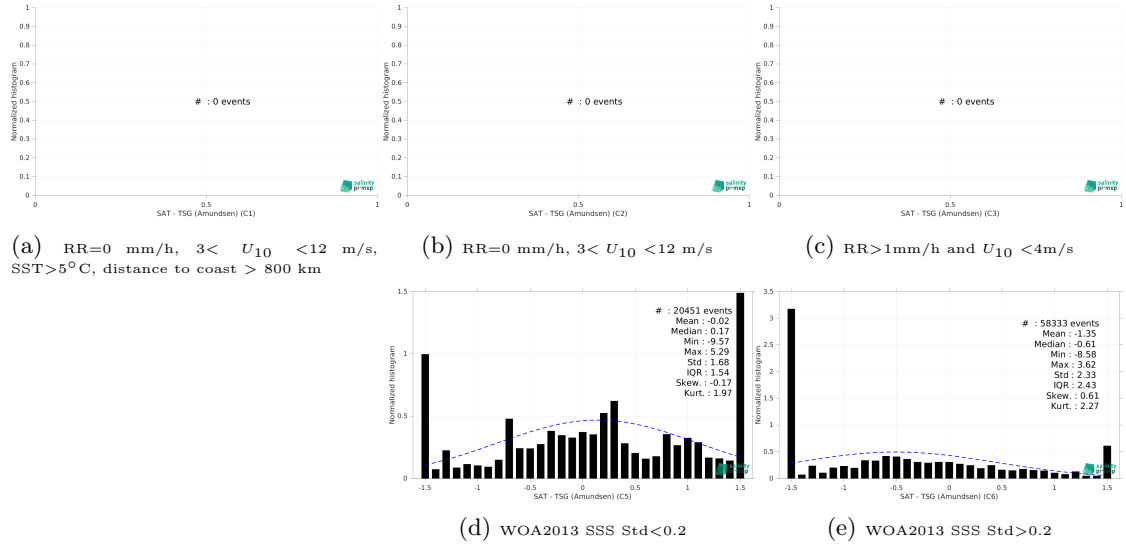 1
0.9
0.8
0.7
0.6
0.5
0.4
0.3
0.2
0.1
0
Normalized histogram
# : 0 events
0 0.5 1
SAT - TSG (Amundsen) (C1)
salinity
pi-mep
1
0.9
0.8
0.7
0.6
0.5
0.4
0.3
0.2
0.1
0
Normalized histogram
# : 0 events
0 0.5 1
SAT - TSG (Amundsen) (C2)
salinity
pi-mep
1
0.9
0.8
0.7
0.6
0.5
0.4
0.3
0.2
0.1
0
Normalized histogram
# : 0 events
0 0.5 1
SAT - TSG (Amundsen) (C3)
salinity
pi-mep
(a) RR=0 mm/h, 3< U10 <12 m/s,
SST>5°C, distance to coast > 800 km
(b) RR=0 mm/h, 3< U10 <12 m/s
(c) RR>1mm/h and U10 <4m/s
1.5
1
0.5
0
Normalized histogram
# : 20451 events
Mean : -0.02
Median : 0.17
Min : -9.57
Max : 5.29
Std : 1.68
IQR : 1.54
Skew. : -0.17
Kurt. : 1.97
salinity
pi-mep
-1.5 -1 -0.5 0 0.5 1 1.5
SAT - TSG (Amundsen) (C5)
3.5
3
2.5
2
1.5
1
0.5
0
Normalized histogram
# : 58333 events
Mean : -1.35
Median : -0.61
Min : -8.58
Max : 3.62
Std : 2.33
IQR : 2.43
Skew. : 0.61
Kurt. : 2.27
salinity
pi-mep
-1.5 -1 -0.5 0 0.5 1 1.5
SAT - TSG (Amundsen) (C6)
(d) WOA2013 SSS Std<0.2
(e) WOA2013 SSS Std>0.2